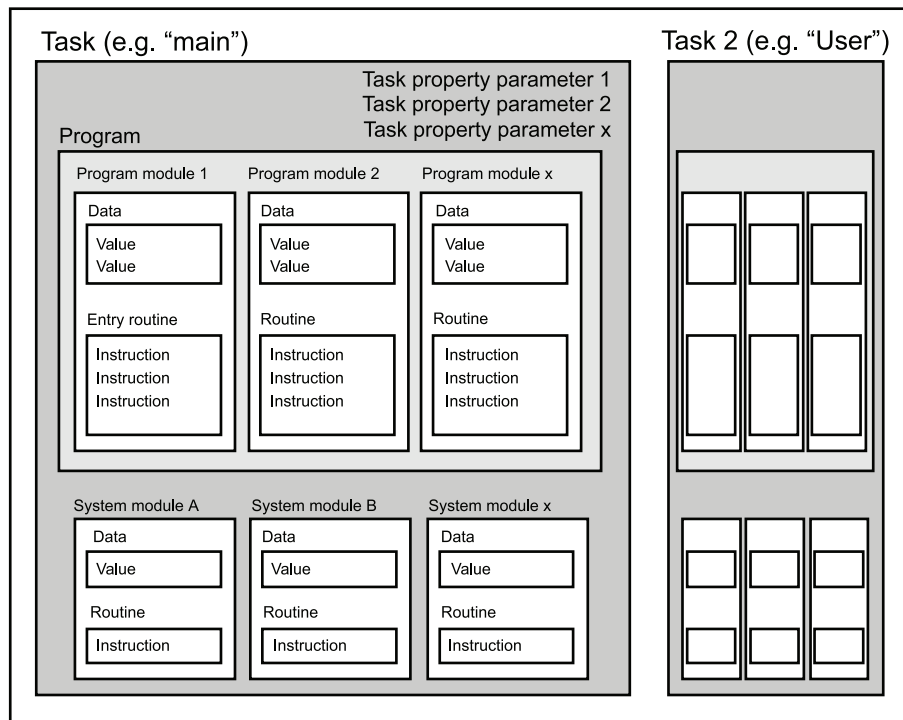 Task (e.g. “main”)
Task 2 (e.g. “User”)
Task property parameter 1
Task property parameter 2
Task property parameter x
Program
Program module 1
Program module 2
Program module x
Data
Data
Data
Value
Value
Value
Value
Value
Value
Entry routine
Routine
Routine
Instruction
Instruction
Instruction
Instruction
Instruction
Instruction
Instruction
Instruction
Instruction
System module A
System module B
System module x
Data
Data
Data
Value
Value
Value
Routine
Routine
Routine
Instruction
Instruction
Instruction